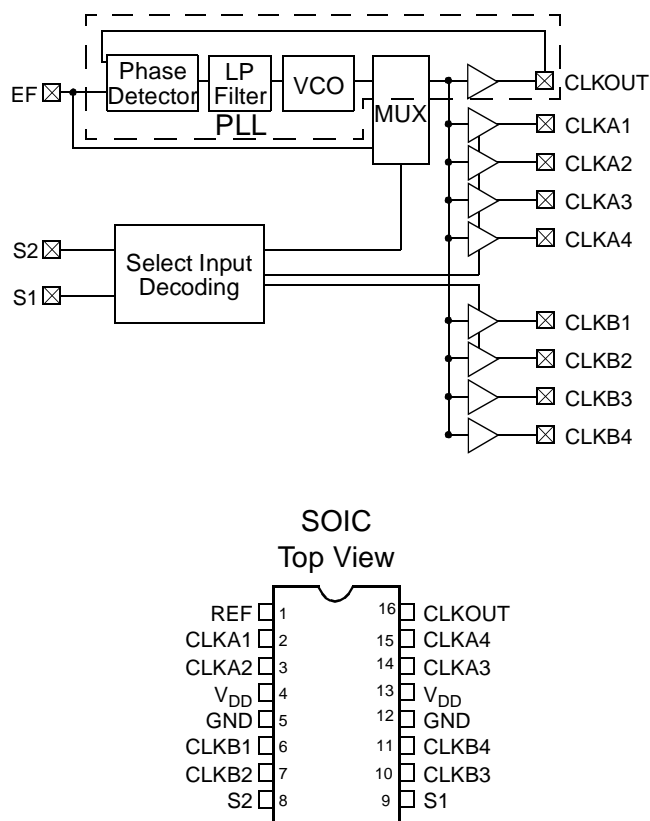 Phase
Detector
LP
Filter
VCO
MUX
PLL
EF
CLKOUT
CLKA1
CLKA2
CLKA3
CLKA4
S2
S1
Select Input
Decoding
CLKB1
CLKB2
CLKB3
CLKB4
SOIC
Top View
REF 1 16 CLKOUT
CLKA1 2 15 CLKA4
CLKA2 3 14 CLKA3
VDD 4 13 VDD
GND 5 12 GND
CLKB1 6 11 CLKB4
CLKB2 7 10 CLKB3
S2 8 9 S1